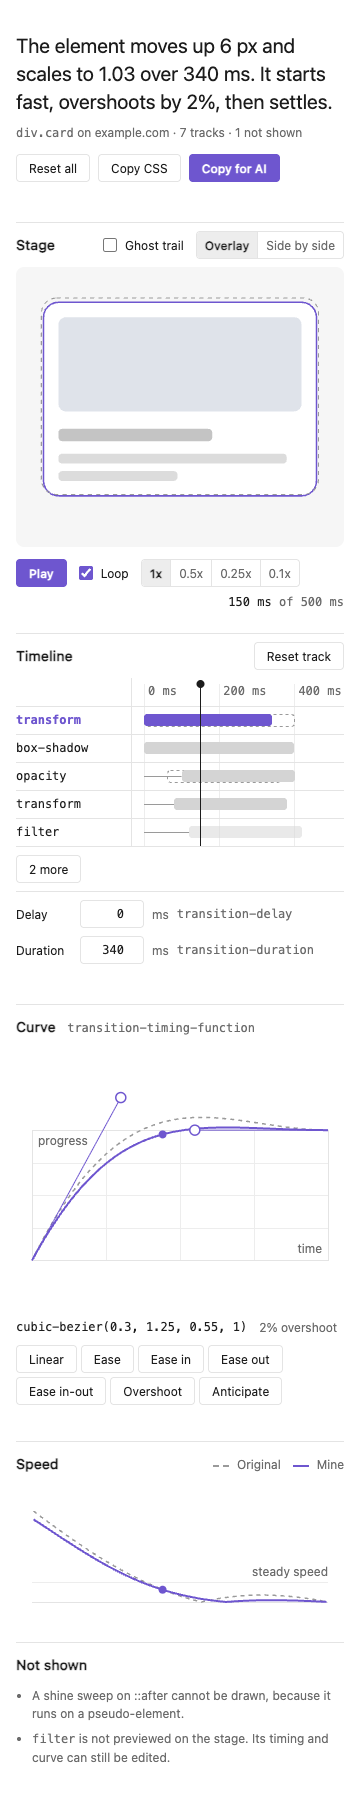 The element moves up 6 px and
scales to 1.03 over 340 ms. It starts
fast, overshoots by 2%, then settles.
div.card on example.com · 7 tracks · 1 not shown
Reset all
Copy CSS
Copy for AI
Stage
Ghost trail
Overlay
Side by side
Play
Loop
1x
0.5x
0.25x
0.1x
150 ms of 500 ms
Timeline
Reset track
0 ms
200 ms
400 ms
transform
box-shadow
opacity
transform
filter
2 more
Delay
0
ms
transition-delay
Duration
340
ms
transition-duration
Curve
transition-timing-function
progress
time
cubic-bezier(0.3, 1.25, 0.55, 1)
2% overshoot
Linear
Ease
Ease in
Ease out
Ease in-out
Overshoot
Anticipate
Speed
Original
Mine
steady speed
Not shown
• A shine sweep on ::after cannot be drawn, because it
runs on a pseudo-element.
• filter is not previewed on the stage. Its timing and
curve can still be edited.